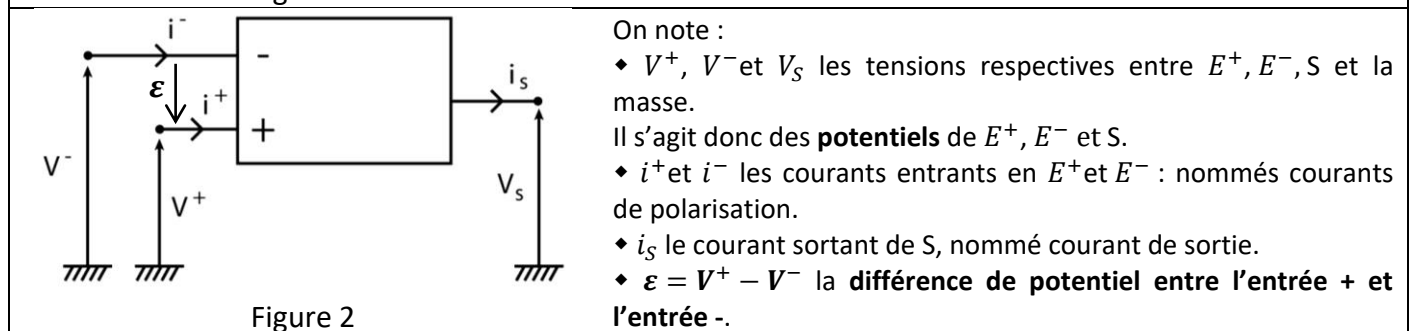 i⁻
-
ε
i⁺
+
iₛ
V⁻
V⁺
Vₛ
Figure 2
On note :
◆ 𝑉⁺, 𝑉⁻et 𝑉_S les tensions respectives entre 𝐸⁺, 𝐸⁻, S et la
masse.
Il s’agit donc des potentiels de 𝐸⁺, 𝐸⁻ et S.
◆ 𝑖⁺et 𝑖⁻ les courants entrants en 𝐸⁺et 𝐸⁻ : nommés courants
de polarisation.
◆ 𝑖_S le courant sortant de S, nommé courant de sortie.
◆ 𝜺 = 𝑽⁺ − 𝑽⁻ la différence de potentiel entre l’entrée + et
l’entrée -.